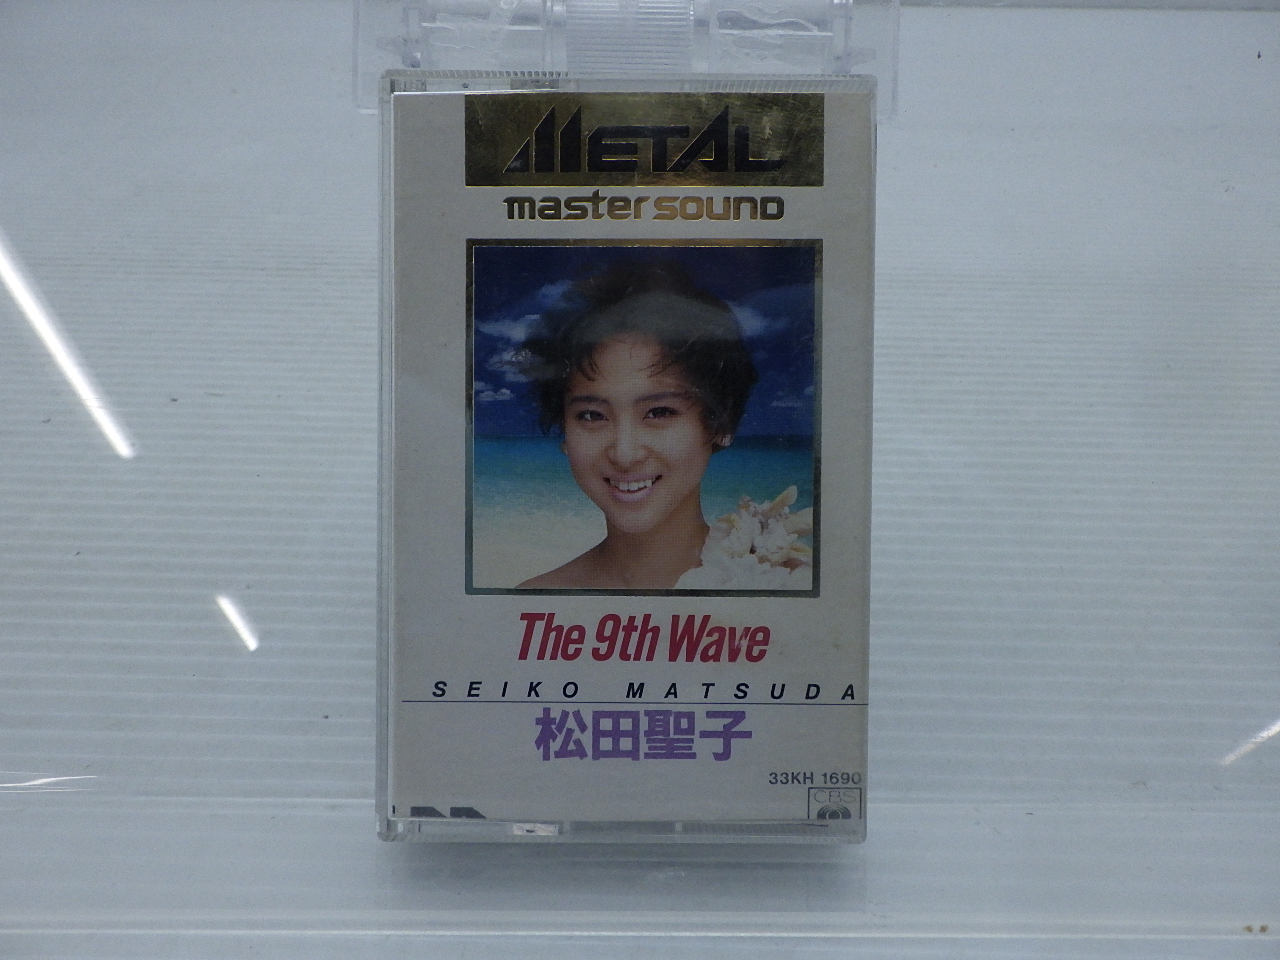 METAL
master sound
The 9th Wave
SEIKO MATSUDA
松田聖子
33KH 1690
CBS